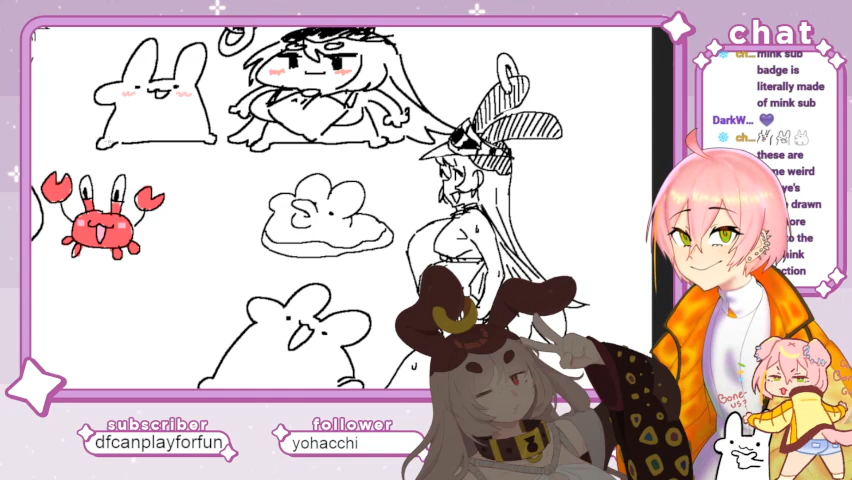 chat
mink sub
badge is
literally made
of mink sub
DarkW...
ch...
these are
drawn
to the
subscriber
dfcanplayforfun
follower
yohacchi
Bone-
us?